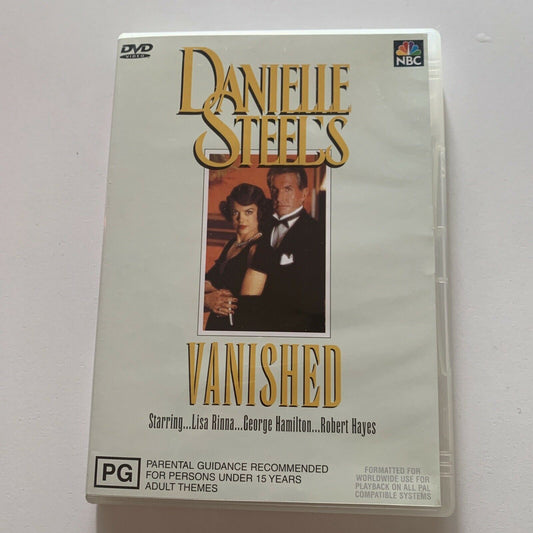 DVD
VIDEO
NBC
DANIELLE
STEEL'S
VANISHED
Starring...Lisa Rinna...George Hamilton...Robert Hayes
PG
PARENTAL GUIDANCE RECOMMENDED
FOR PERSONS UNDER 15 YEARS
ADULT THEMES
FORMATTED FOR
WORLDWIDE USE FOR
PLAYBACK ON ALL PAL
COMPATIBLE SYSTEMS